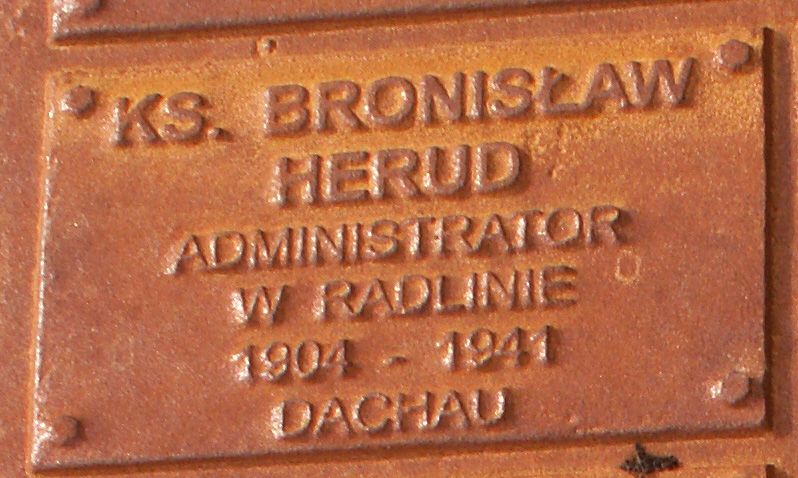 KS. BRONISŁAW
HERUD
ADMINISTRATOR
W RADLINIE
1904 - 1941
DACHAU